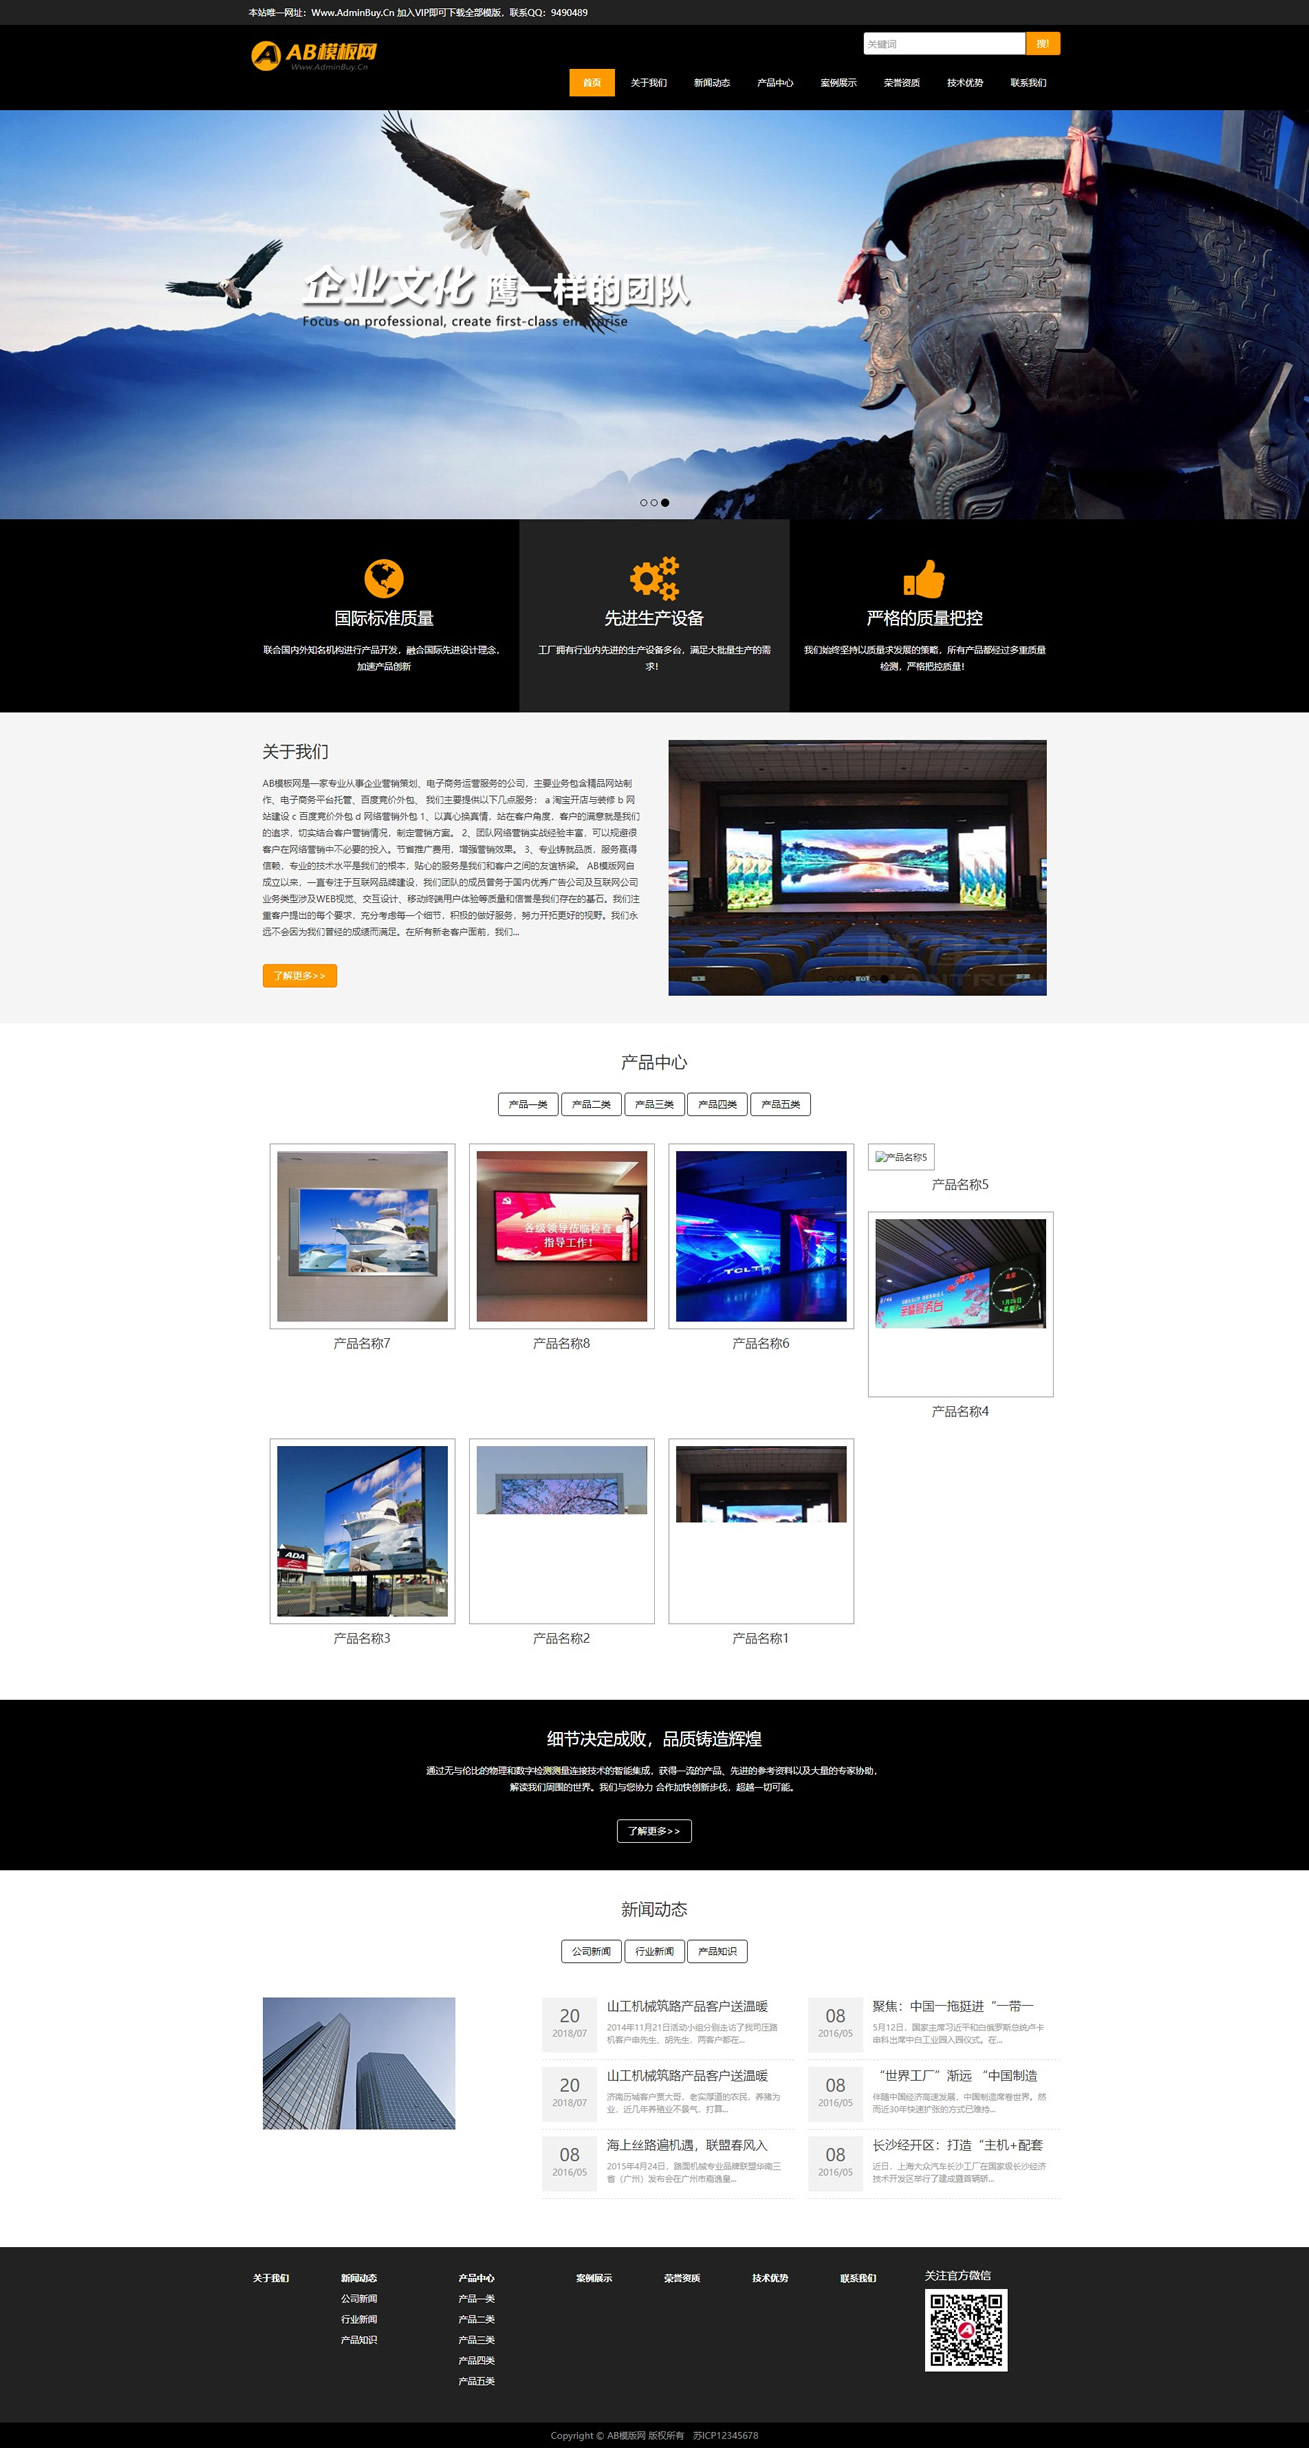 本站唯一网址：Www.AdminBuy.Cn 加入VIP即可下载全部模版，联系QQ：9490489
AB模板网
Www.AdminBuy.Cn
关键词
搜!
首页 关于我们 新闻动态 产品中心 案例展示 荣誉资质 技术优势 联系我们
企业文化 鹰一样的团队
Focus on professional, create first-class enterprise
国际标准质量
联合国内外知名机构进行产品开发，融合国际先进设计理念，
加速产品创新
先进生产设备
工厂拥有行业内先进的生产设备多台，满足大批量生产的需
求！
严格的质量把控
我们始终坚持以质量求发展的策略，所有产品都经过多重质量
检测，严格把控质量！
关于我们
AB模板网是一家专业从事企业营销策划、电子商务运营服务的公司，主要业务包含精品网站制
作、电子商务平台托管、百度竞价外包、 我们主要提供以下几点服务： a 淘宝开店与装修 b 网
站建设 c 百度竞价外包 d 网络营销外包 1、以真心换真情，站在客户角度，客户的满意就是我们
的追求，切实结合客户营销情况，制定营销方案。 2、团队网络营销实战经验丰富，可以规避很
客户在网络营销中不必要的投入。节省推广费用，增强营销效果。 3、专业铸就品质，服务赢得
信赖，专业的技术水平是我们的根本，贴心的服务是我们和客户之间的友谊桥梁。 AB模版网自
成立以来，一直专注于互联网品牌建设，我们团队的成员曾务于国内优秀广告公司及互联网公司
业务类型涉及WEB视觉、交互设计、移动终端用户体验等质量和信誉是我们存在的基石。我们注
重客户提出的每个要求，充分考虑每一个细节，积极的做好服务，努力开拓更好的视野。我们永
远不会因为我们曾经的成绩而满足。在所有新老客户面前，我们...
了解更多>>
产品中心
产品一类 产品二类 产品三类 产品四类 产品五类
各级领导莅临检查
指导工作！
TCL
产品名称5
产品名称5
产品名称7
产品名称8
产品名称6
产品名称4
ADA
产品名称3
产品名称2
产品名称1
细节决定成败，品质铸造辉煌
通过无与伦比的物理和数字检测测量连接技术的智能集成，获得一流的产品、先进的参考资料以及大量的专家协助，
解读我们周围的世界。我们与您协力 合作加快创新步伐，超越一切可能。
了解更多>>
新闻动态
公司新闻 行业新闻 产品知识
20
2018/07
山工机械筑路产品客户送温暖
2014年11月21日活动小组分别走访了我司压路
机客户申先生、胡先生，两客户都在...
08
2016/05
聚焦：中国一拖挺进“一带一
5月12日，国家主席习近平和白俄罗斯总统卢卡
申科出席中白工业园入园仪式。在...
20
2018/07
山工机械筑路产品客户送温暖
济南历城客户贾大哥，老实厚道的农民，养猪为
业，近几年养殖业不景气，打算...
08
2016/05
“世界工厂”渐远 “中国制造
伴随中国经济高速发展，中国制造席卷世界。然
而近30年快速扩张的方式已难持...
08
2016/05
海上丝路遍机遇，联盟春风入
2015年4月24日，路面机械专业品牌联盟华南三
省（广州）发布会在广州市嘉逸皇...
08
2016/05
长沙经开区：打造“主机+配套
近日，上海大众汽车长沙工厂在国家级长沙经济
技术开发区举行了建成暨首辆轿...
关于我们 新闻动态 产品中心 案例展示 荣誉资质 技术优势 联系我们
公司新闻
行业新闻
产品知识
产品一类
产品二类
产品三类
产品四类
产品五类
关注官方微信
Copyright © AB模版网 版权所有 苏ICP12345678